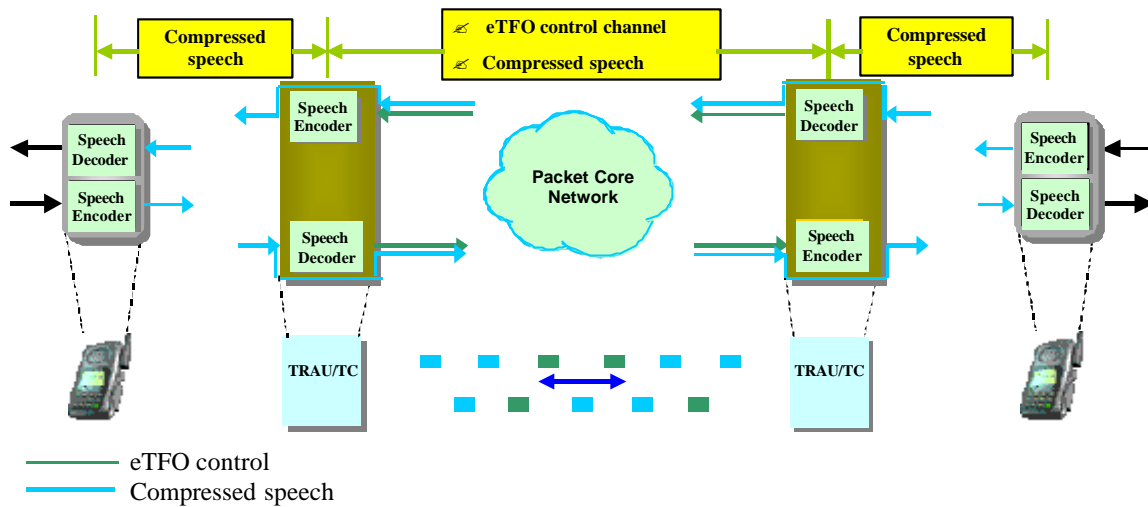 Compressed
speech
eTFO control channel
Compressed speech
Compressed
speech
Speech
Encoder
Speech
Decoder
Speech
Decoder
Speech
Encoder
Packet Core
Network
Speech
Encoder
Speech
Decoder
Speech
Decoder
Speech
Encoder
TRAU/TC
TRAU/TC
eTFO control
Compressed speech